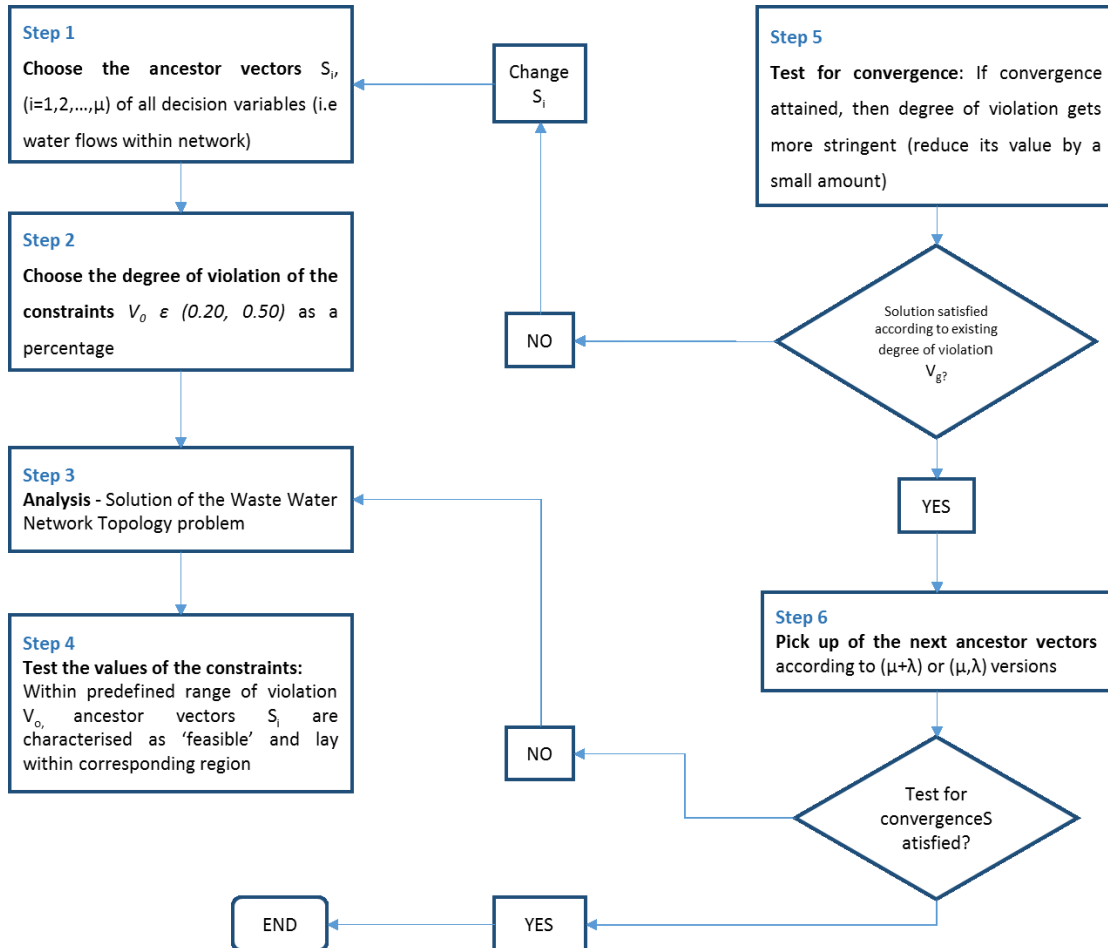 Step 1
Choose the ancestor vectors Si,
(i=1,2,...,μ) of all decision variables (i.e
water flows within network)
Step 2
Choose the degree of violation of the
constraints V0 ε (0.20, 0.50) as a
percentage
Step 3
Analysis - Solution of the Waste Water
Network Topology problem
Step 4
Test the values of the constraints:
Within predefined range of violation
Vo, ancestor vectors Si are
characterised as ‘feasible’ and lay
within corresponding region
Change
Si
NO
Step 5
Test for convergence: If convergence
attained, then degree of violation gets
more stringent (reduce its value by a
small amount)
Solution satisfied
according to existing
degree of violation
Vg?
YES
Step 6
Pick up of the next ancestor vectors
according to (μ+λ) or (μ,λ) versions
NO
Test for
convergenceS
atisfied?
YES
END